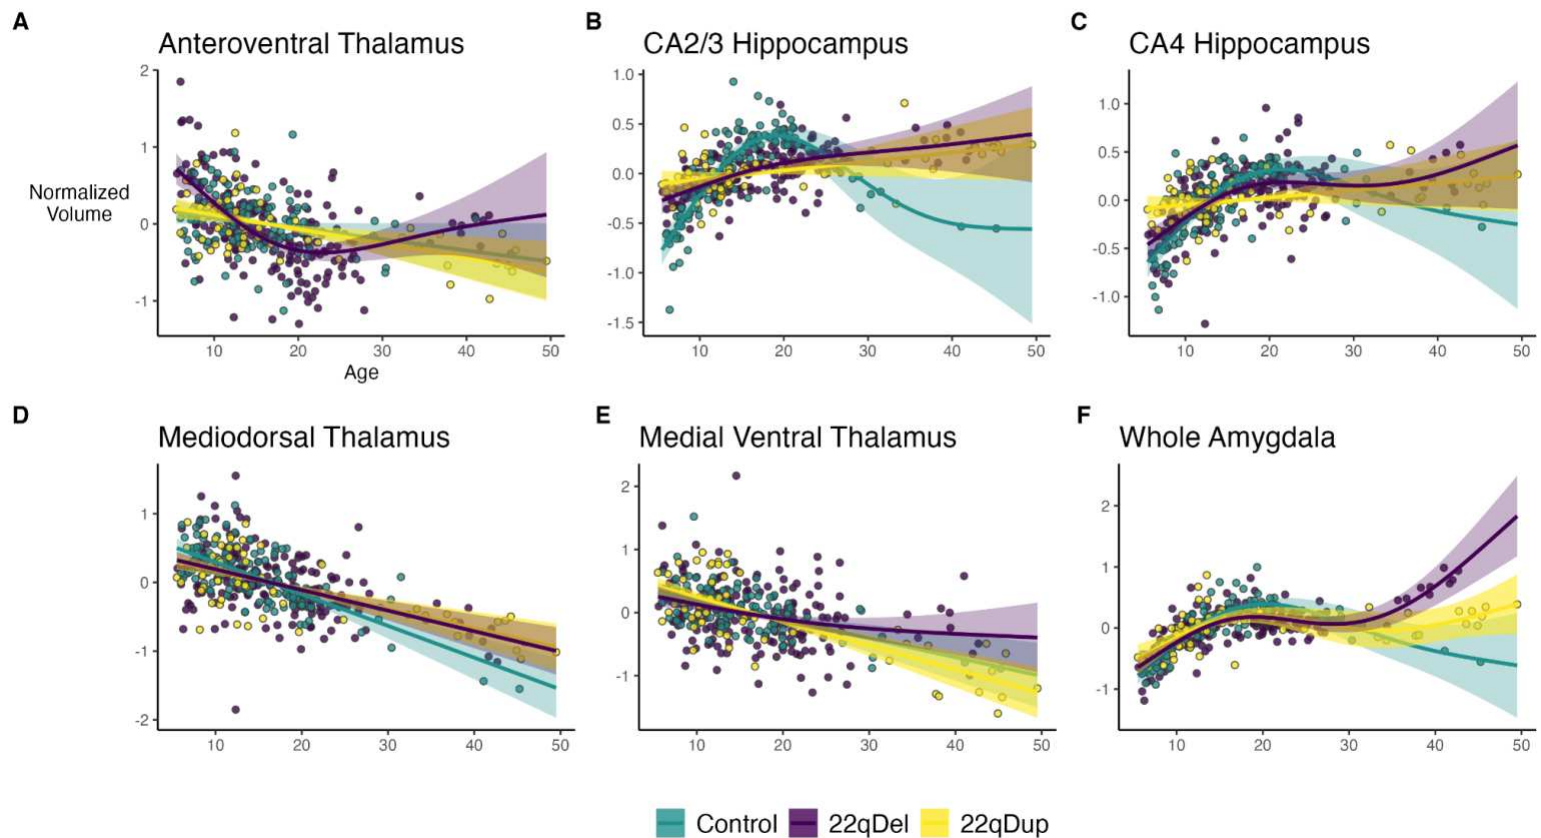 A
Anteroventral Thalamus
B
CA2/3 Hippocampus
C
CA4 Hippocampus
Normalized
Volume
2
1
0
-1
10 20 30 40 50
Age
1.0
0.5
0.0
-0.5
-1.0
-1.5
10 20 30 40 50
1.0
0.5
0.0
-0.5
-1.0
10 20 30 40 50
D
Mediodorsal Thalamus
E
Medial Ventral Thalamus
F
Whole Amygdala
1
0
-1
-2
10 20 30 40 50
2
1
0
-1
10 20 30 40 50
2
1
0
-1
10 20 30 40 50
Control 22qDel 22qDup